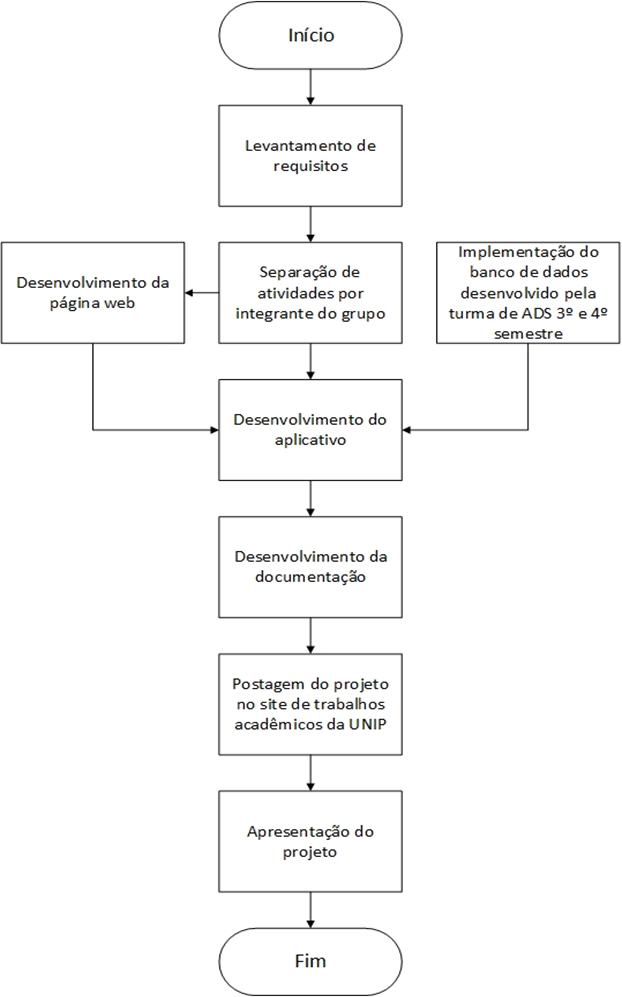 Início
Levantamento de
requisitos
Desenvolvimento da
página web
Separação de
atividades por
integrante do grupo
Implementação do
banco de dados
desenvolvido pela
turma de ADS 3º e 4º
semestre
Desenvolvimento do
aplicativo
Desenvolvimento da
documentação
Postagem do projeto
no site de trabalhos
acadêmicos da UNIP
Apresentação do
projeto
Fim